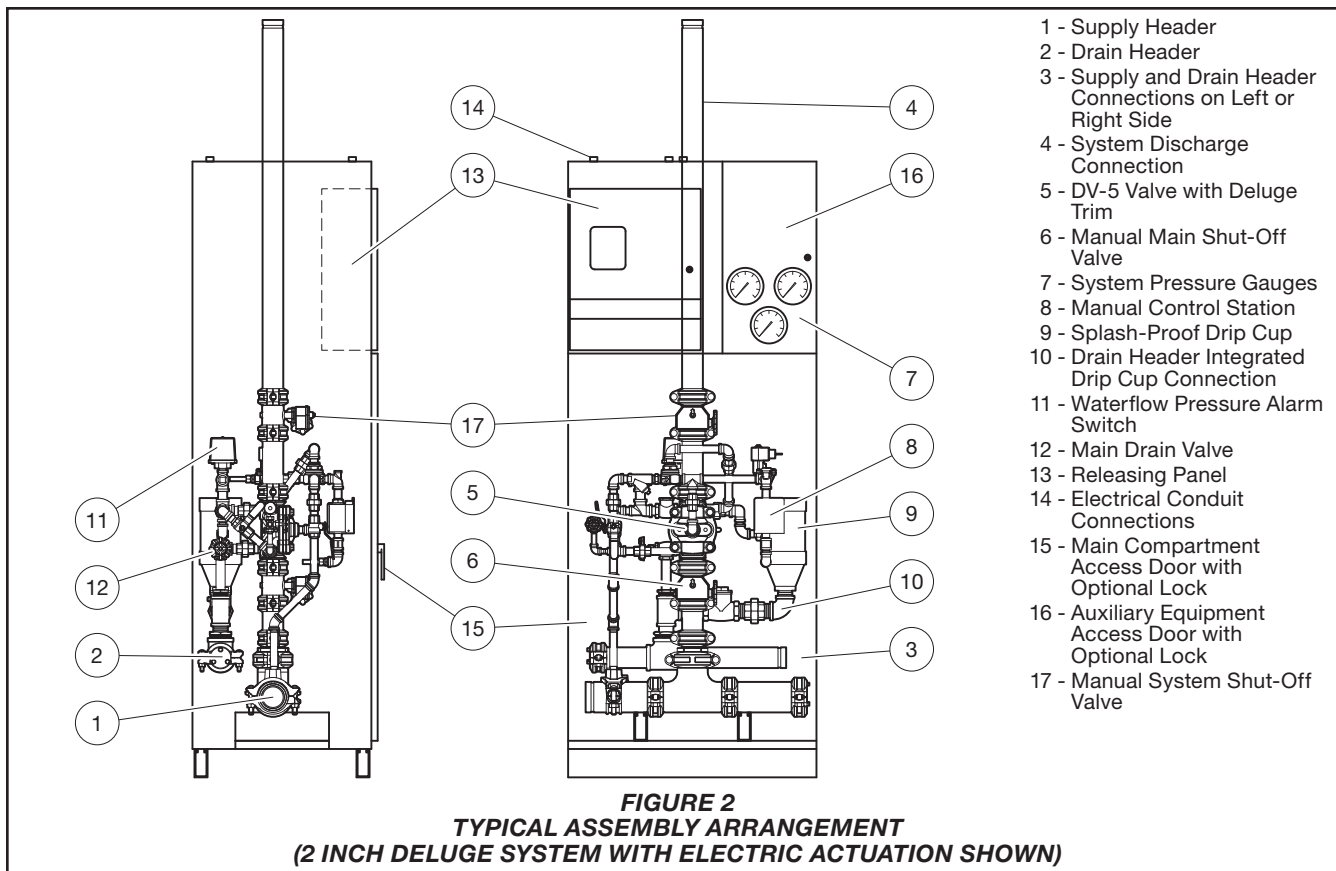 14
4
13
16
7
17
8
5
11
9
6
12
10
15
2
3
1
1 - Supply Header
2 - Drain Header
3 - Supply and Drain Header
Connections on Left or
Right Side
4 - System Discharge
Connection
5 - DV-5 Valve with Deluge
Trim
6 - Manual Main Shut-Off
Valve
7 - System Pressure Gauges
8 - Manual Control Station
9 - Splash-Proof Drip Cup
10 - Drain Header Integrated
Drip Cup Connection
11 - Waterflow Pressure Alarm
Switch
12 - Main Drain Valve
13 - Releasing Panel
14 - Electrical Conduit
Connections
15 - Main Compartment
Access Door with
Optional Lock
16 - Auxiliary Equipment
Access Door with
Optional Lock
17 - Manual System Shut-Off
Valve
FIGURE 2
TYPICAL ASSEMBLY ARRANGEMENT
(2 INCH DELUGE SYSTEM WITH ELECTRIC ACTUATION SHOWN)